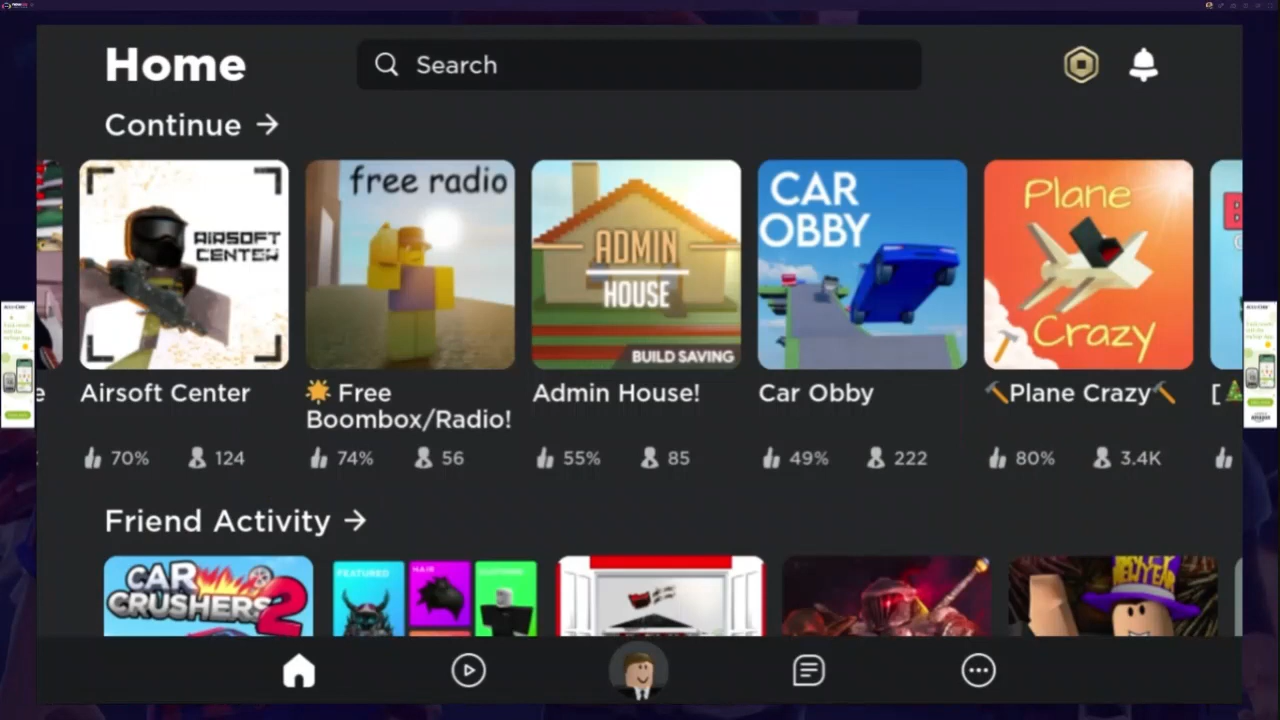 Home
Search
Continue →
free radio
AIRSOFT
CENTER
ADMIN
HOUSE
BUILD SAVING
CAR
OBBY
Plane
Crazy
Airsoft Center
Free
Boombox/Radio!
Admin House!
Car Obby
Plane Crazy
[
70% 124
74% 56
55% 85
49% 222
80% 3.4K
Friend Activity →
CAR
CRUSHERS 2
FEATURED
HAIR
NEW YEAR